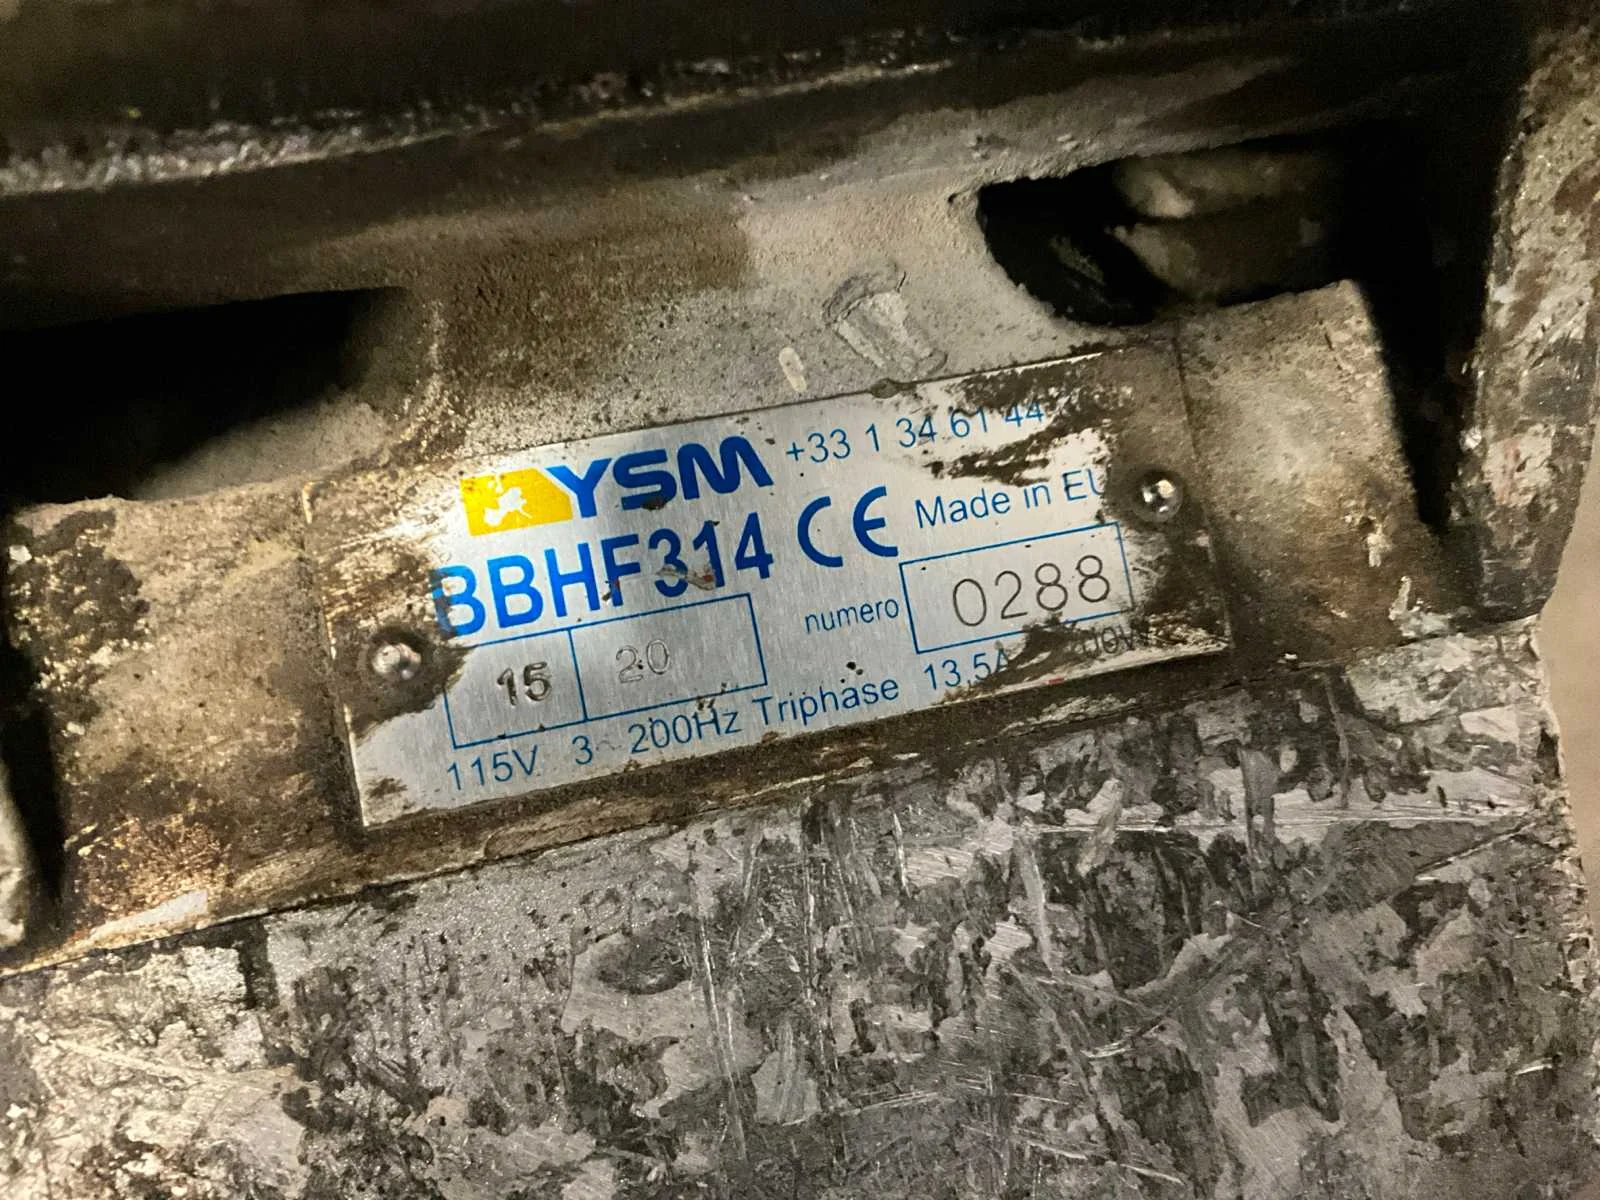 YSM +33 1 34 61 44
BBHF314 CE Made in EU
15 20 numero 0288
115V 3~ 200Hz Triphase 13.5A